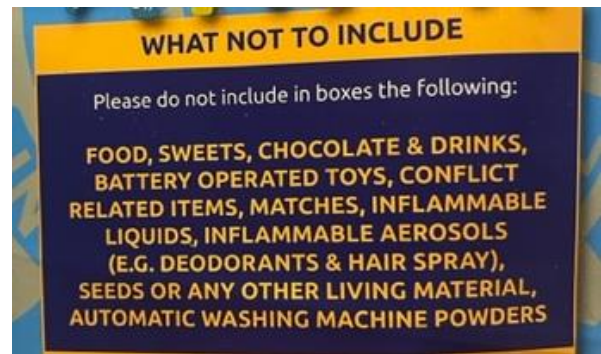 WHAT NOT TO INCLUDE
Please do not include in boxes the following:
FOOD, SWEETS, CHOCOLATE & DRINKS,
BATTERY OPERATED TOYS, CONFLICT
RELATED ITEMS, MATCHES, INFLAMMABLE
LIQUIDS, INFLAMMABLE AEROSOLS
(E.G. DEODORANTS & HAIR SPRAY),
SEEDS OR ANY OTHER LIVING MATERIAL,
AUTOMATIC WASHING MACHINE POWDERS